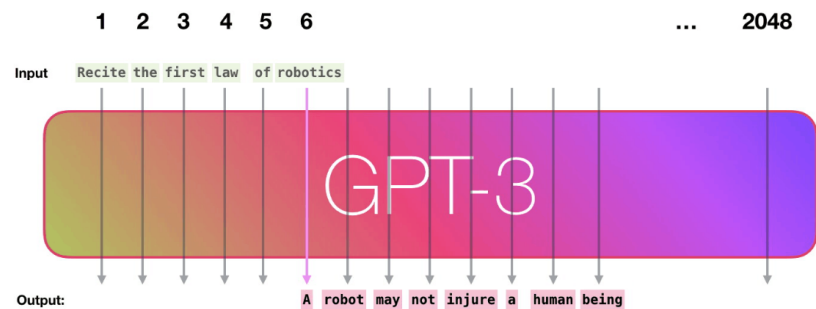 1 2 3 4 5 6 ... 2048
Input Recite the first law of robotics
GPT-3
Output: A robot may not injure a human being